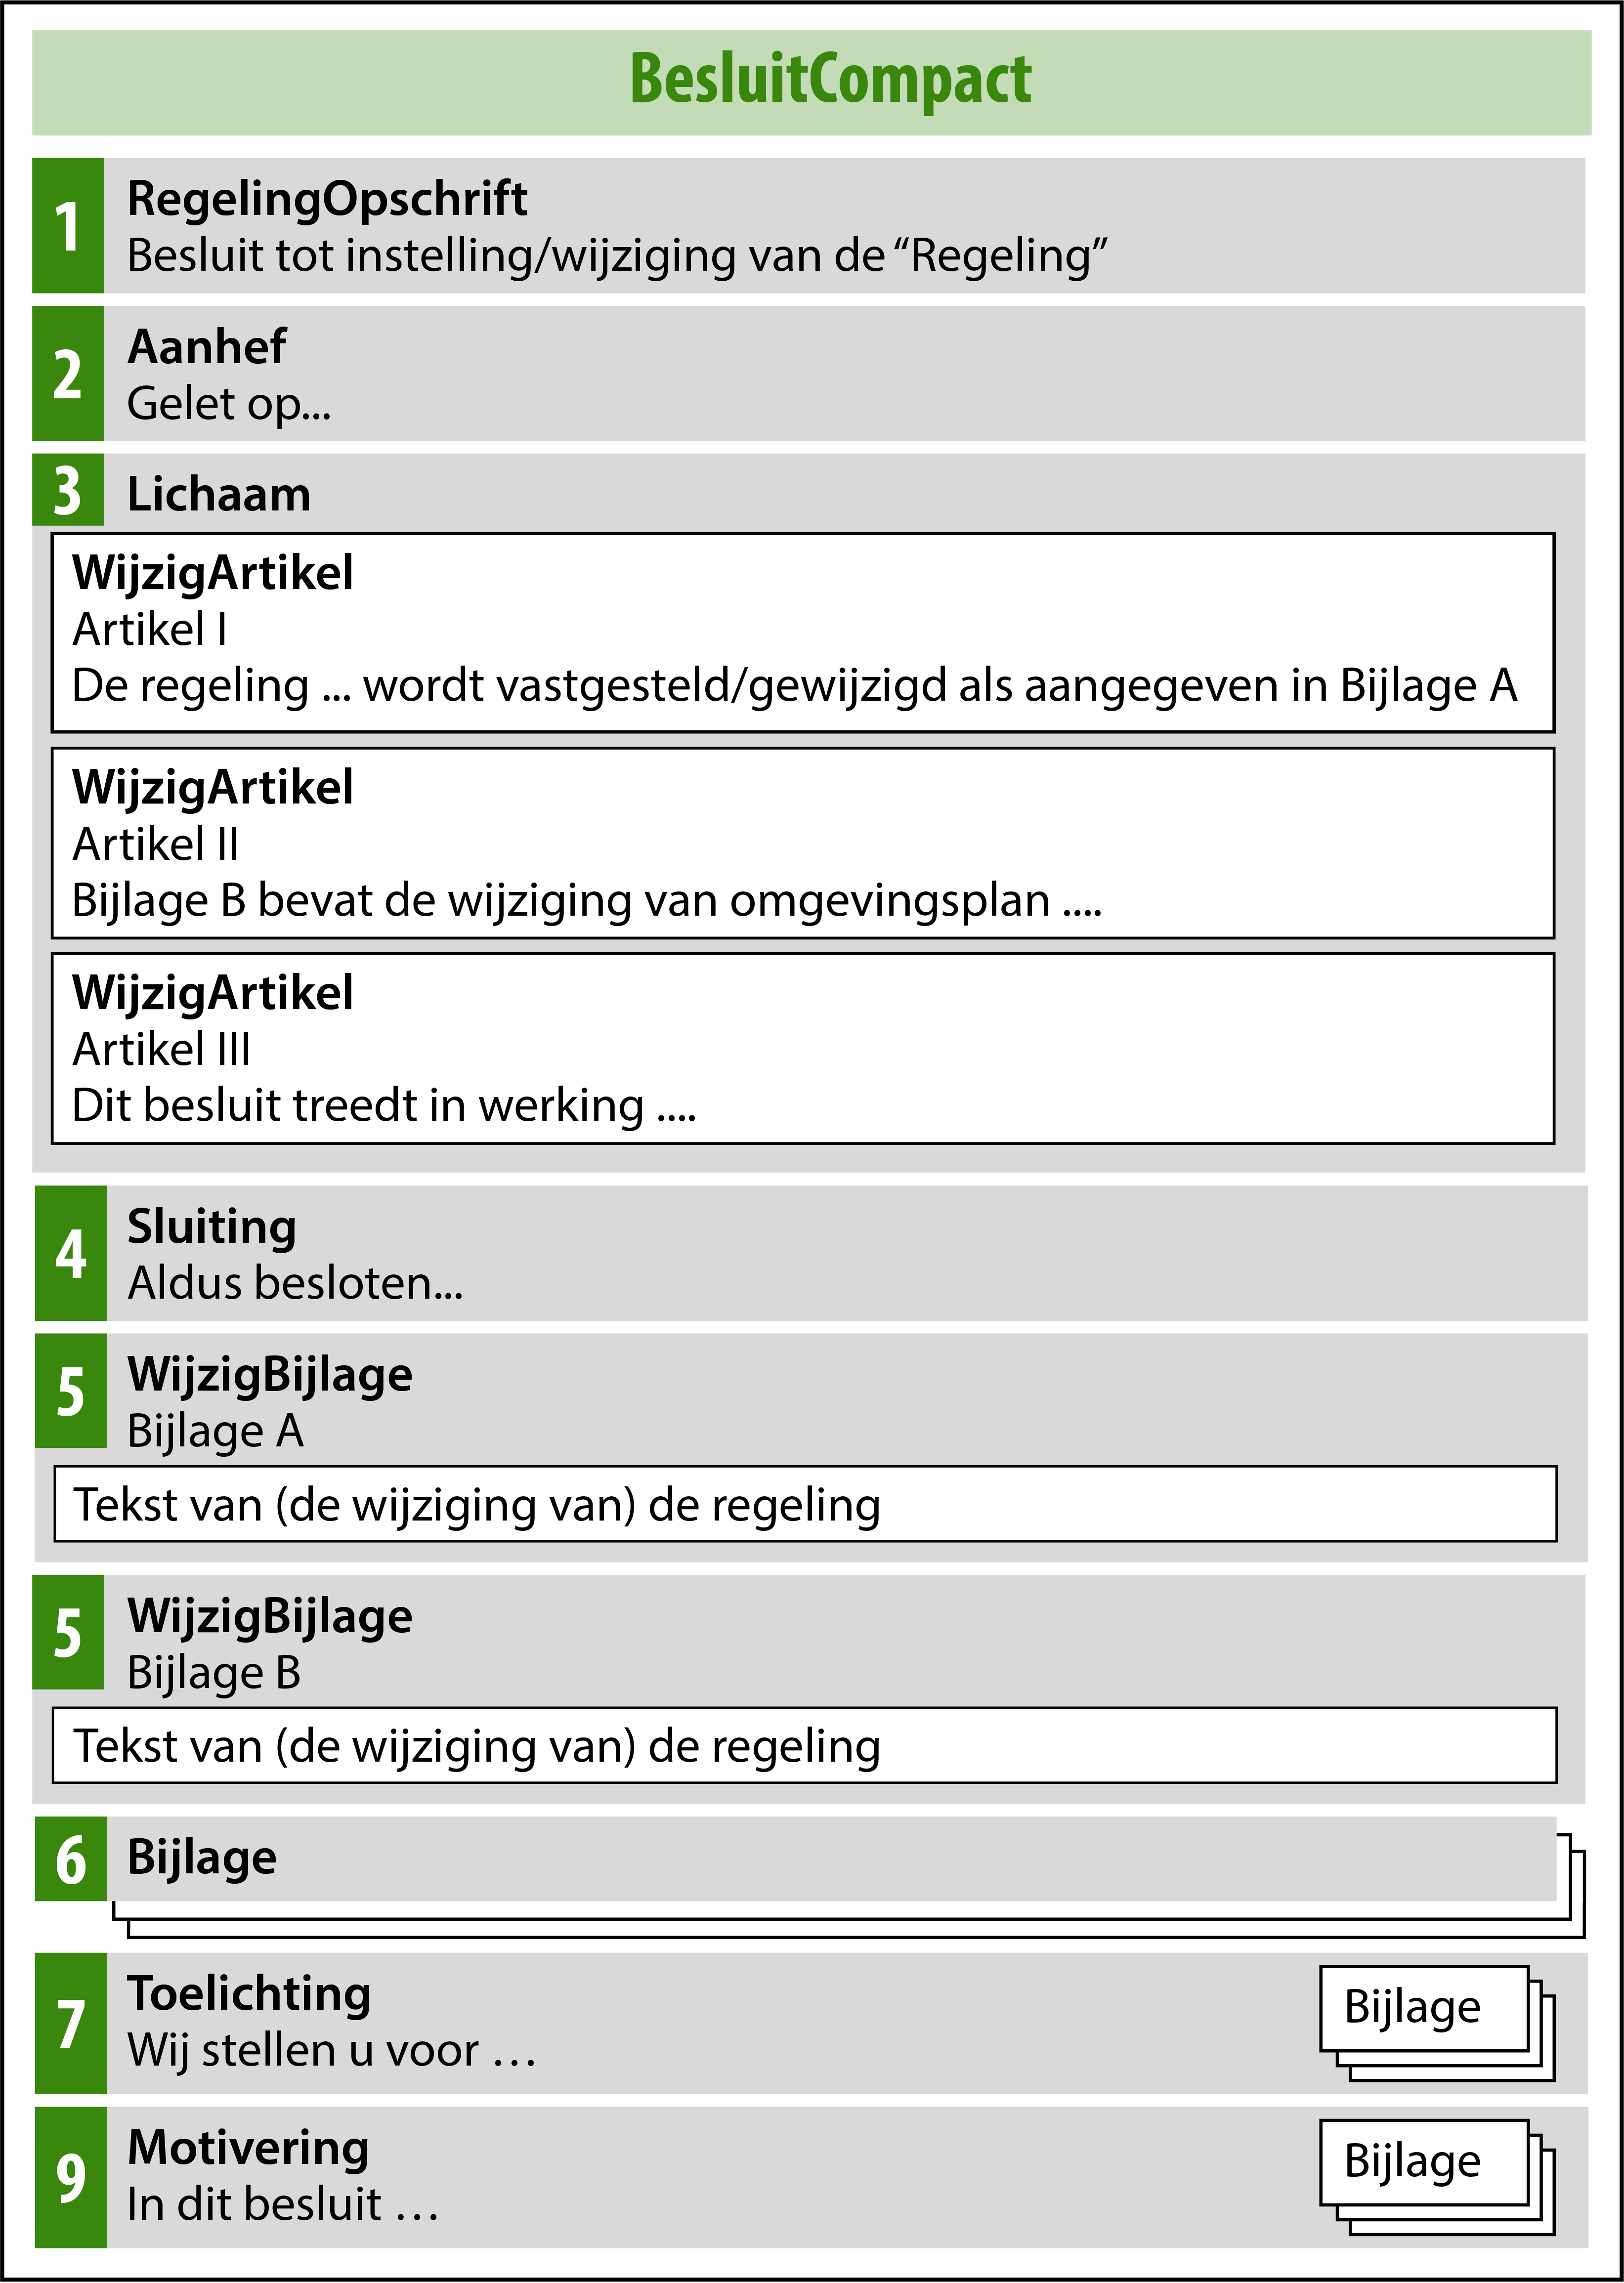 BesluitCompact
1
RegelingOpschrift
Besluit tot instelling/wijziging van de “Regeling”
2
Aanhef
Gelet op...
3
Lichaam
WijzigArtikel
Artikel I
De regeling ... wordt vastgesteld/gewijzigd als aangegeven in Bijlage A
WijzigArtikel
Artikel II
Bijlage B bevat de wijziging van omgevingsplan ....
WijzigArtikel
Artikel III
Dit besluit treedt in werking ....
4
Sluiting
Aldus besloten...
5
WijzigBijlage
Bijlage A
Tekst van (de wijziging van) de regeling
5
WijzigBijlage
Bijlage B
Tekst van (de wijziging van) de regeling
6
Bijlage
7
Toelichting
Wij stellen u voor …
Bijlage
9
Motivering
In dit besluit …
Bijlage